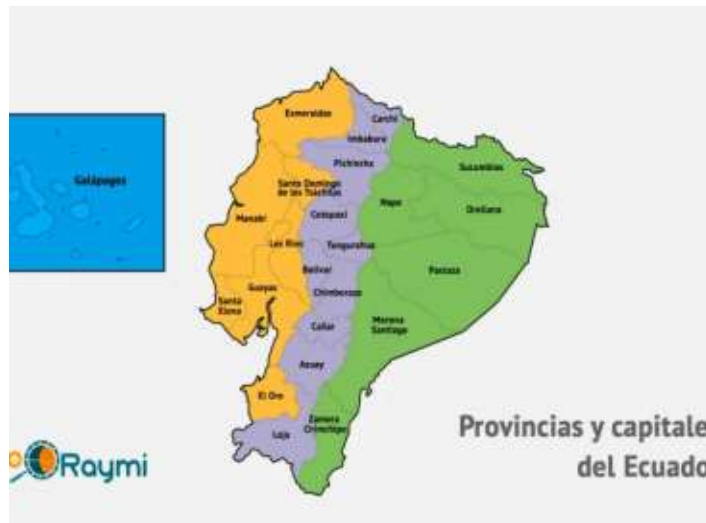 Esmeraldas
Carchi
Imbabura
Pichincha
Sucumbíos
Galápagos
Santo Domingo
de los Tsáchilas
Napo
Orellana
Manabí
Cotopaxi
Los Ríos
Tungurahua
Bolívar
Pastaza
Guayas
Chimborazo
Santa
Elena
Cañar
Morona
Santiago
Azuay
El Oro
Zamora
Chinchipe
Loja
Provincias y capitale
del Ecuado
Raymi